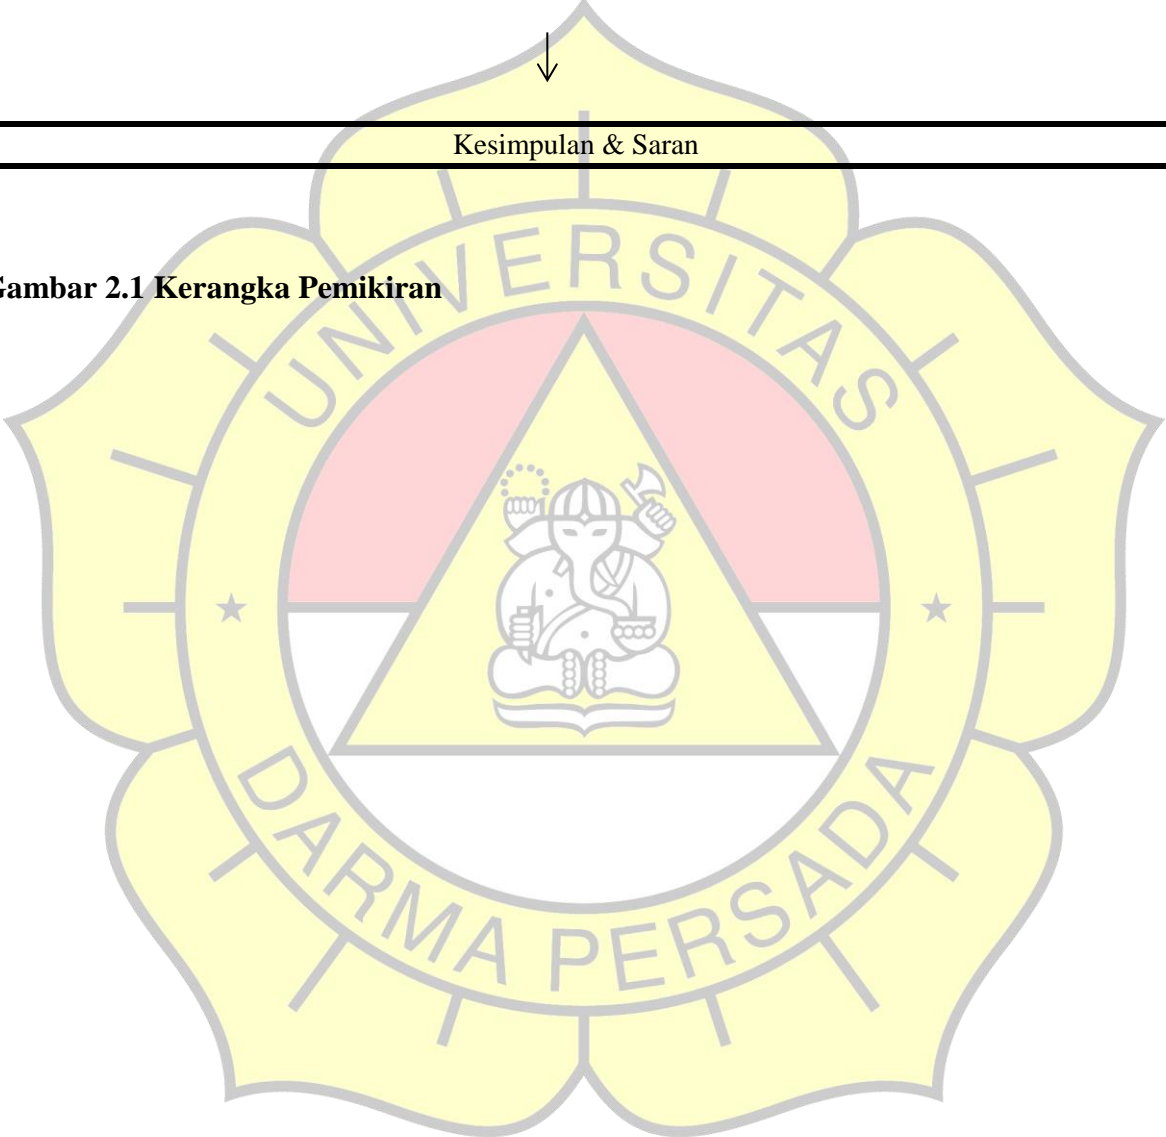 Kesimpulan & Saran
Gambar 2.1 Kerangka Pemikiran
UNIVERSITAS
DARMA PERSADA